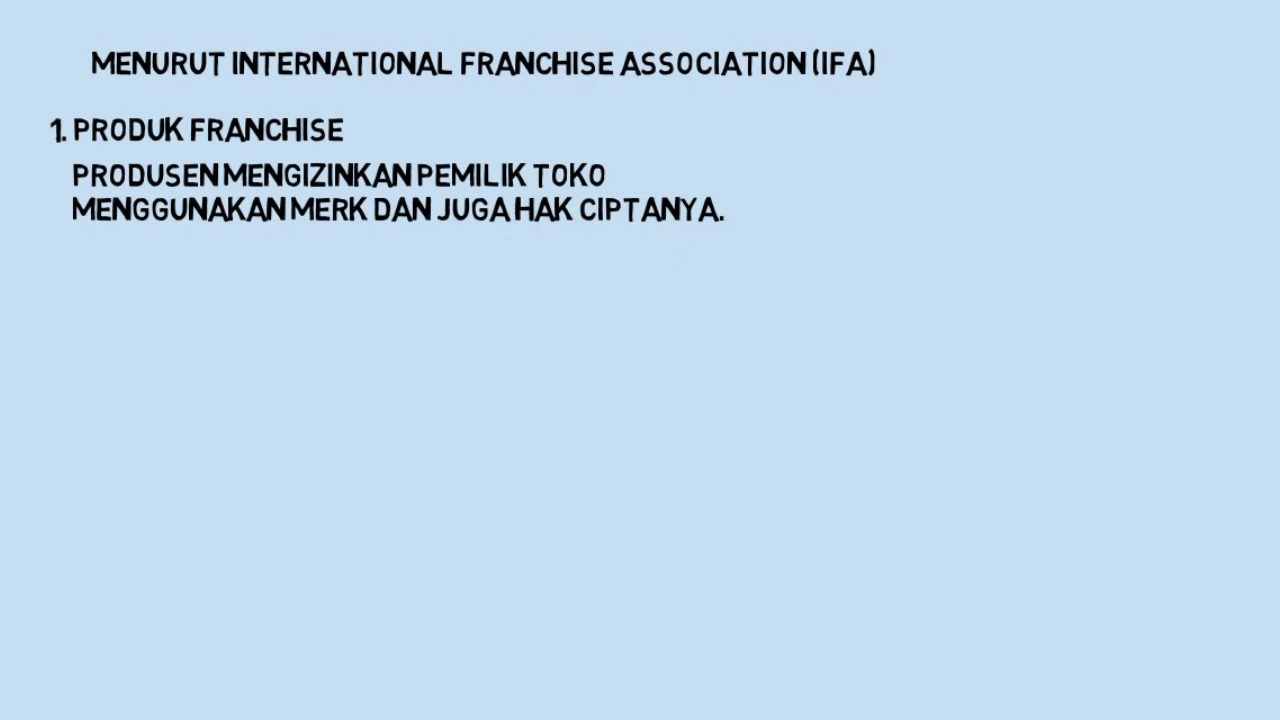 MENURUT INTERNATIONAL FRANCHISE ASSOCIATION (IFA)
1. PRODUK FRANCHISE
PRODUSEN MENGIZINKAN PEMILIK TOKO
MENGGUNAKAN MERK DAN JUGA HAK CIPTANYA.